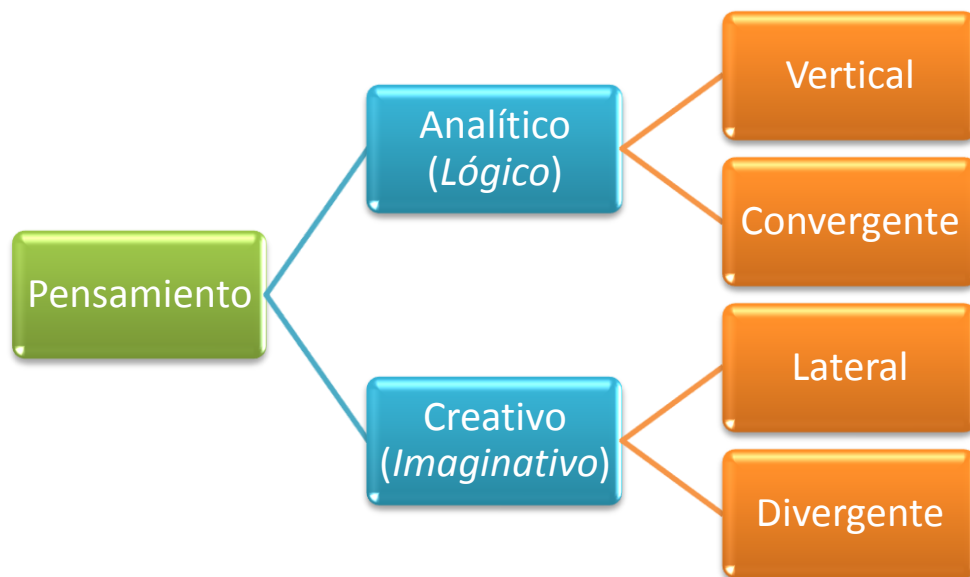 Pensamiento
Analítico
(Lógico)
Creativo
(Imaginativo)
Vertical
Convergente
Lateral
Divergente